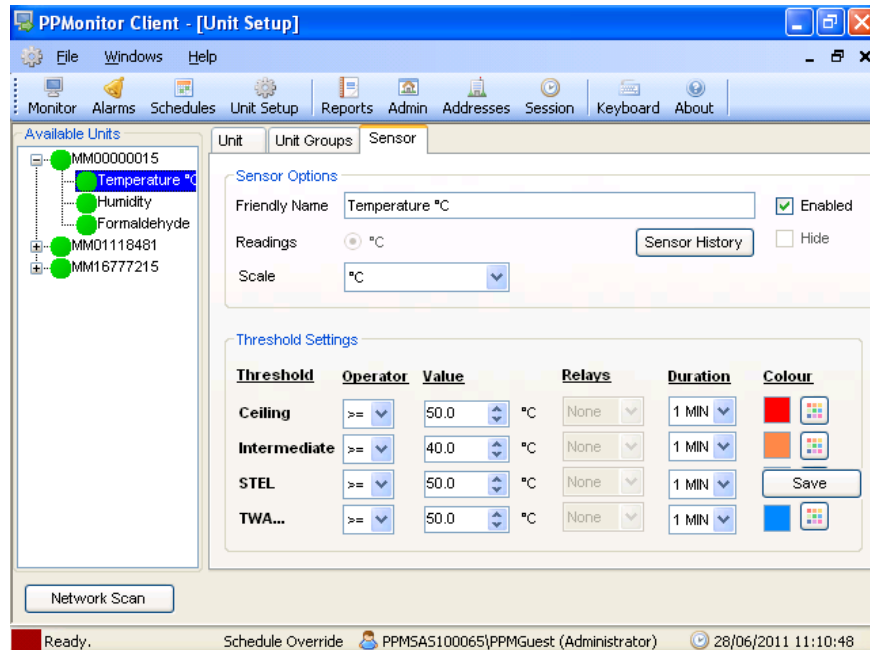 PPMonitor Client - [Unit Setup]
File Windows Help
Monitor Alarms Schedules Unit Setup Reports Admin Addresses Session Keyboard About
Available Units
MM00000015
Temperature °C
Humidity
Formaldehyde
MM01118481
MM16777215
Network Scan
Unit Unit Groups Sensor
Sensor Options
Friendly Name Temperature °C Enabled
Readings °C Sensor History Hide
Scale °C
Threshold Settings
Threshold Operator Value Relays Duration Colour
Ceiling >= 50.0 °C None 1 MIN
Intermediate >= 40.0 °C None 1 MIN
STEL >= 50.0 °C None 1 MIN Save
TWA... >= 50.0 °C None 1 MIN
Ready. Schedule Override PPMSAS100065\PPMGuest (Administrator) 28/06/2011 11:10:48